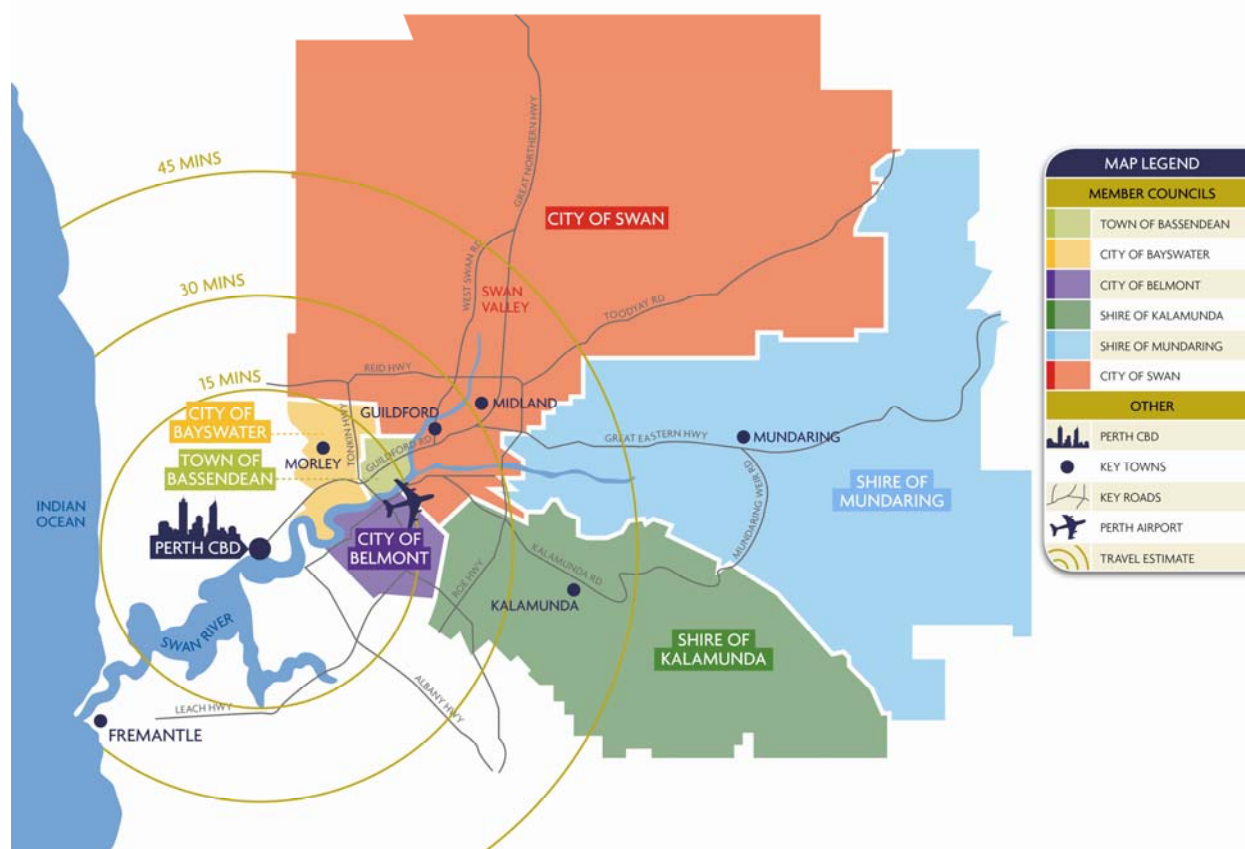 45 MINS
30 MINS
15 MINS
CITY OF SWAN
GREAT NORTHERN HWY
WEST SWAN RD
SWAN
VALLEY
TOODYAY RD
REID HWY
TONKIN HWY
GUILDFORD
MIDLAND
GUILDFORD RD
CITY OF
BAYSWATER
MORLEY
TOWN OF
BASSENDEAN
GREAT EASTERN HWY
MUNDARING
MUNDARING WEIR RD
SHIRE OF
MUNDARING
INDIAN
OCEAN
PERTH CBD
CITY OF
BELMONT
ROE HWY
KALAMUNDA RD
KALAMUNDA
SHIRE OF
KALAMUNDA
SWAN RIVER
LEACH HWY
ALBANY HWY
FREMANTLE
MAP LEGEND
MEMBER COUNCILS
TOWN OF BASSENDEAN
CITY OF BAYSWATER
CITY OF BELMONT
SHIRE OF KALAMUNDA
SHIRE OF MUNDARING
CITY OF SWAN
OTHER
PERTH CBD
KEY TOWNS
KEY ROADS
PERTH AIRPORT
TRAVEL ESTIMATE